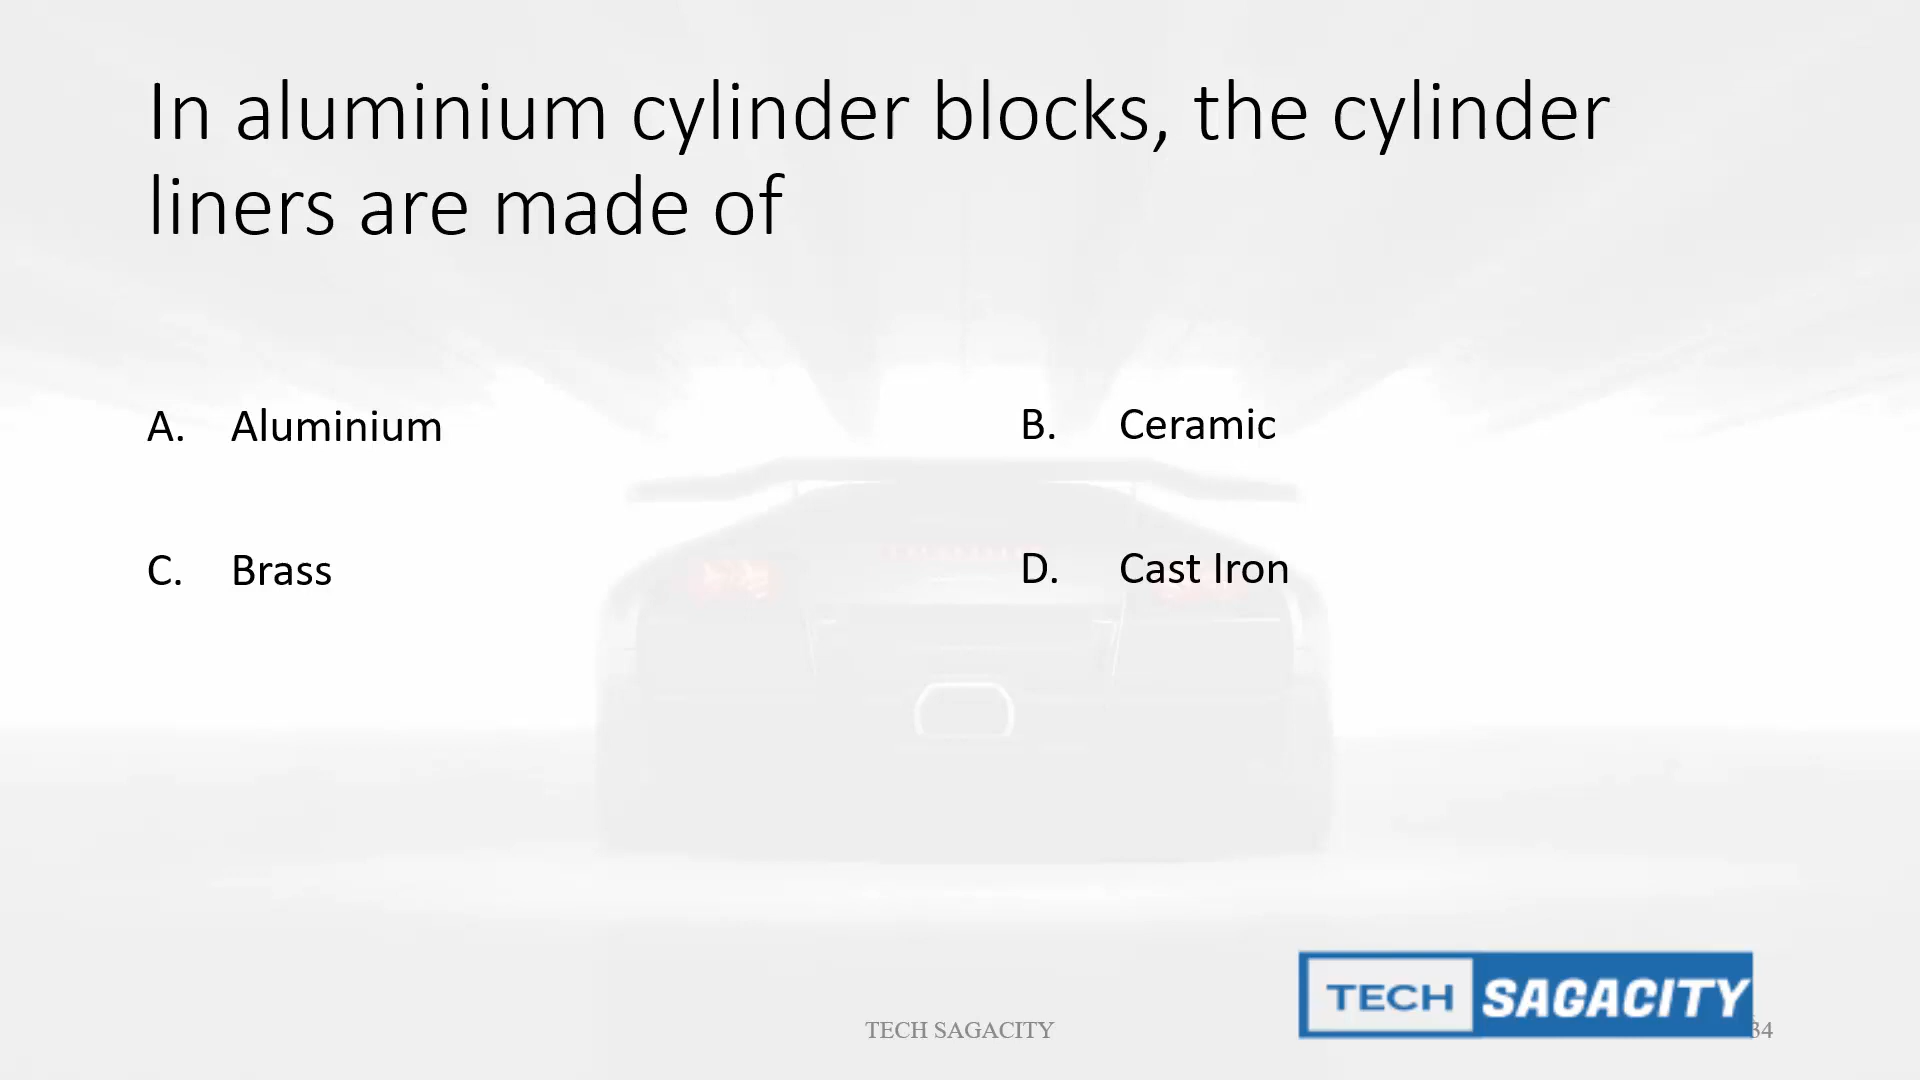 In aluminium cylinder blocks, the cylinder
liners are made of
A. Aluminium
B. Ceramic
C. Brass
D. Cast Iron
TECH SAGACITY
TECH SAGACITY
34